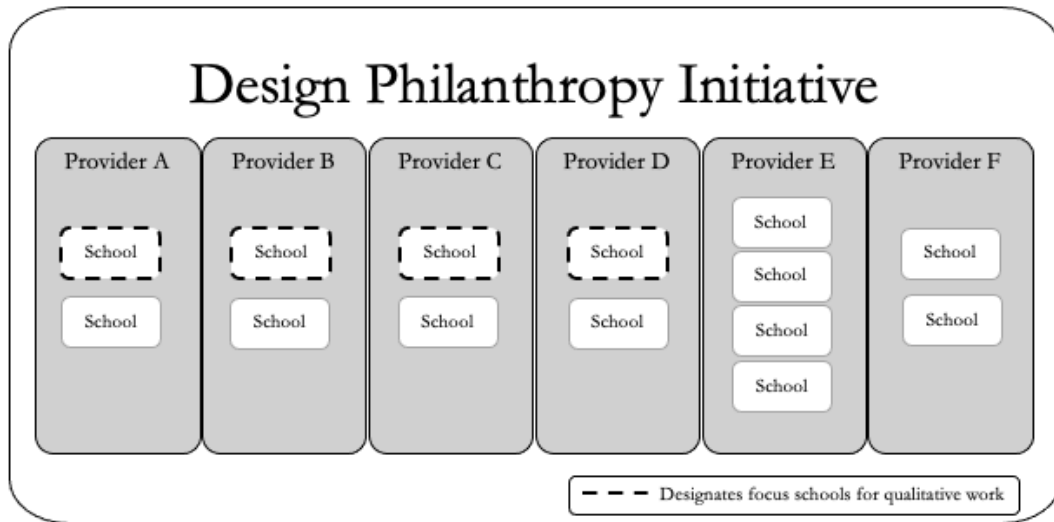 Design Philanthropy Initiative
Provider A
School
School
Provider B
School
School
Provider C
School
School
Provider D
School
School
Provider E
School
School
School
School
Provider F
School
School
Designates focus schools for qualitative work